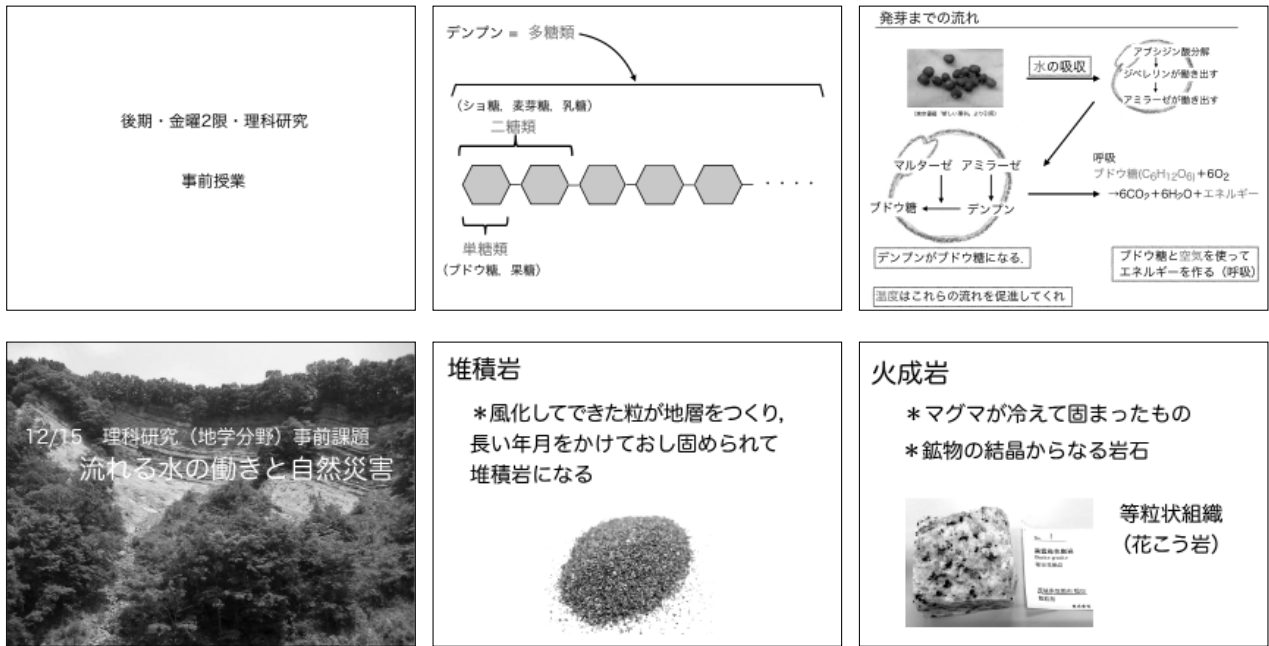 後期・金曜2限・理科研究
事前授業
デンプン = 多糖類
(ショ糖, 麦芽糖, 乳糖)
二糖類
・・・・
単糖類
(ブドウ糖, 果糖)
発芽までの流れ
水の吸収
アブシジン酸分解
ジベレリンが働き出す
アミラーゼが働き出す
マルターゼ アミラーゼ
ブドウ糖 デンプン
呼吸
ブドウ糖(C6H12O6)+6O2
→6CO2+6H2O+エネルギー
デンプンがブドウ糖になる.
ブドウ糖と空気を使って
エネルギーを作る(呼吸)
温度はこれらの流れを促進してくれ
12/15 理科研究(地学分野)事前課題
流れる水の働きと自然災害
堆積岩
*風化してできた粒が地層をつくり,
長い年月をかけておし固められて
堆積岩になる
火成岩
*マグマが冷えて固まったもの
*鉱物の結晶からなる岩石
等粒状組織
(花こう岩)